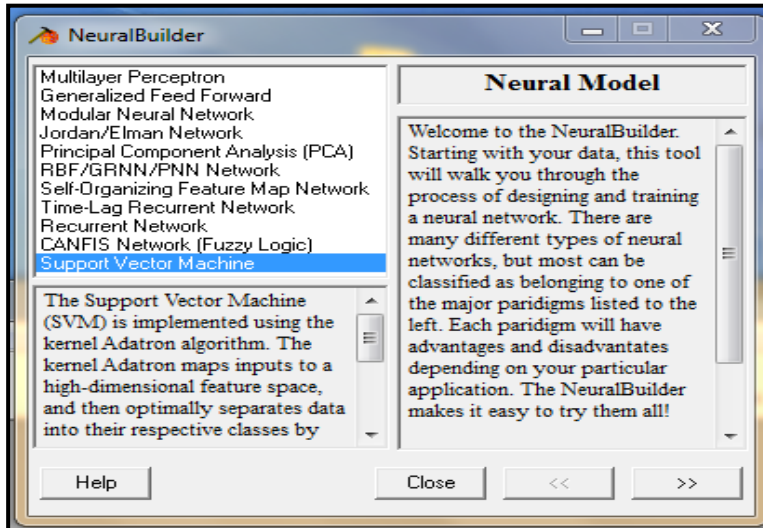 NeuralBuilder
Multilayer Perceptron
Generalized Feed Forward
Modular Neural Network
Jordan/Elman Network
Principal Component Analysis (PCA)
RBF/GRNN/PNN Network
Self-Organizing Feature Map Network
Time-Lag Recurrent Network
Recurrent Network
CANFIS Network (Fuzzy Logic)
Support Vector Machine
The Support Vector Machine
(SVM) is implemented using the
kernel Adatron algorithm. The
kernel Adatron maps inputs to a
high-dimensional feature space,
and then optimally separates data
into their respective classes by
Neural Model
Welcome to the NeuralBuilder.
Starting with your data, this tool
will walk you through the
process of designing and training
a neural network. There are
many different types of neural
networks, but most can be
classified as belonging to one of
the major paridigms listed to the
left. Each paridigm will have
advantages and disadvantates
depending on your particular
application. The NeuralBuilder
makes it easy to try them all!
Help
Close
<<
>>